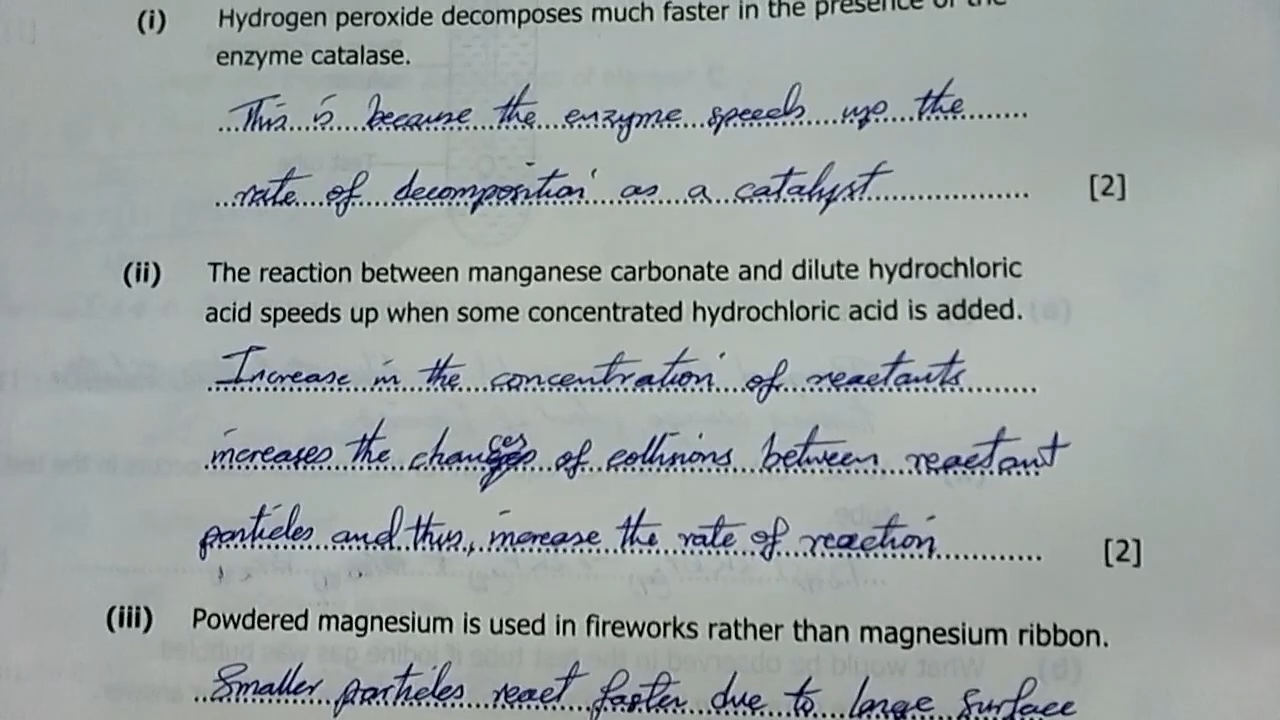 (i) Hydrogen peroxide decomposes much faster in the presence of the
enzyme catalase.
This is because the enzyme speeds up the
rate of decomposition as a catalyst [2]
(ii) The reaction between manganese carbonate and dilute hydrochloric
acid speeds up when some concentrated hydrochloric acid is added.
Increase in the concentration of reactants
increases the chances of collisions between reactant
particles and thus, increase the rate of reaction [2]
(iii) Powdered magnesium is used in fireworks rather than magnesium ribbon.
Smaller particles react faster due to large surface